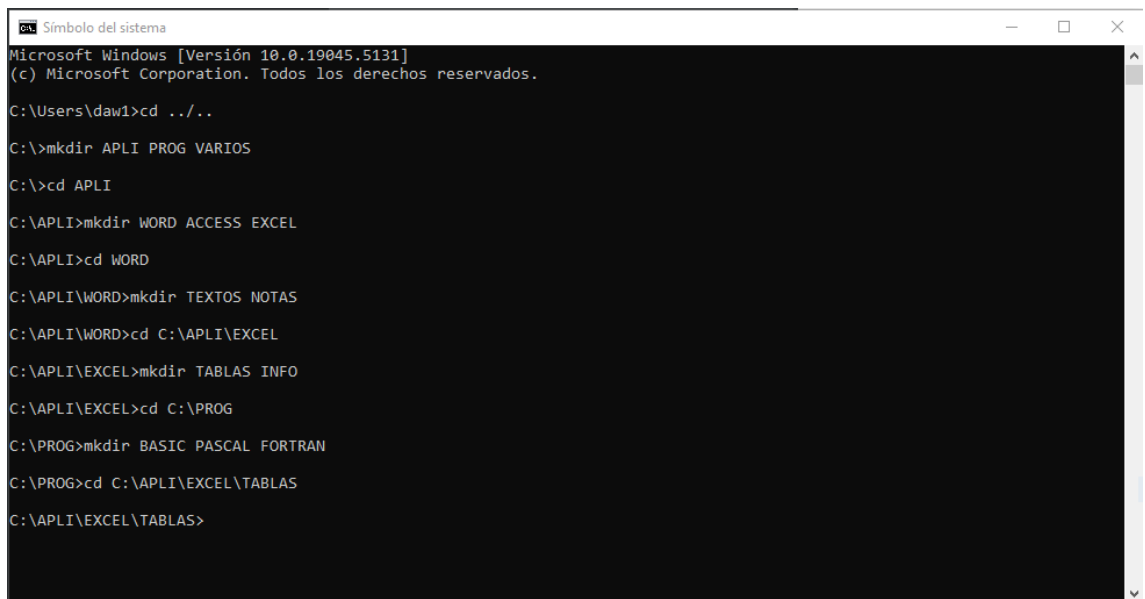 Símbolo del sistema
Microsoft Windows [Versión 10.0.19045.5131]
(c) Microsoft Corporation. Todos los derechos reservados.
C:\Users\daw1>cd ../..
C:\>mkdir APLI PROG VARIOS
C:\>cd APLI
C:\APLI>mkdir WORD ACCESS EXCEL
C:\APLI>cd WORD
C:\APLI\WORD>mkdir TEXTOS NOTAS
C:\APLI\WORD>cd C:\APLI\EXCEL
C:\APLI\EXCEL>mkdir TABLAS INFO
C:\APLI\EXCEL>cd C:\PROG
C:\PROG>mkdir BASIC PASCAL FORTRAN
C:\PROG>cd C:\APLI\EXCEL\TABLAS
C:\APLI\EXCEL\TABLAS>